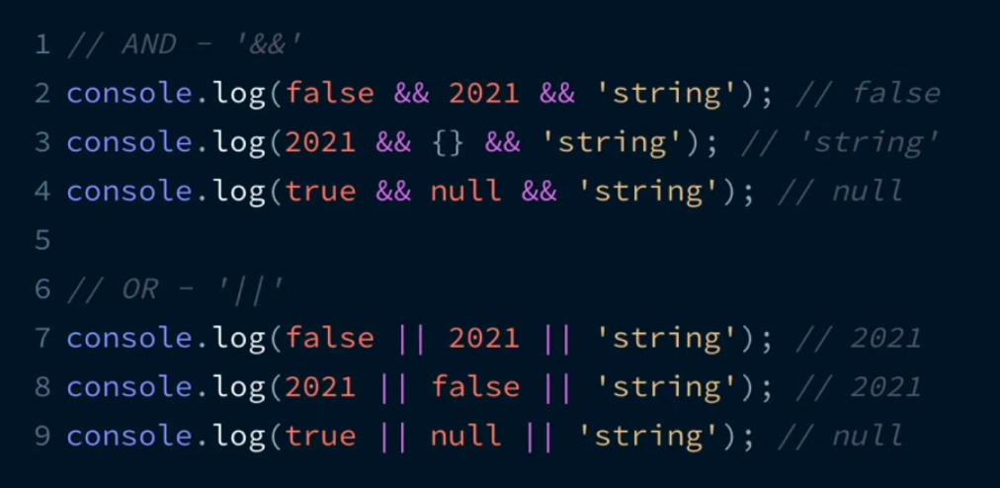 1 // AND - '&&'
2 console.log(false && 2021 && 'string'); // false
3 console.log(2021 && {} && 'string'); // 'string'
4 console.log(true && null && 'string'); // null
5
6 // OR - '||'
7 console.log(false || 2021 || 'string'); // 2021
8 console.log(2021 || false || 'string'); // 2021
9 console.log(true || null || 'string'); // null